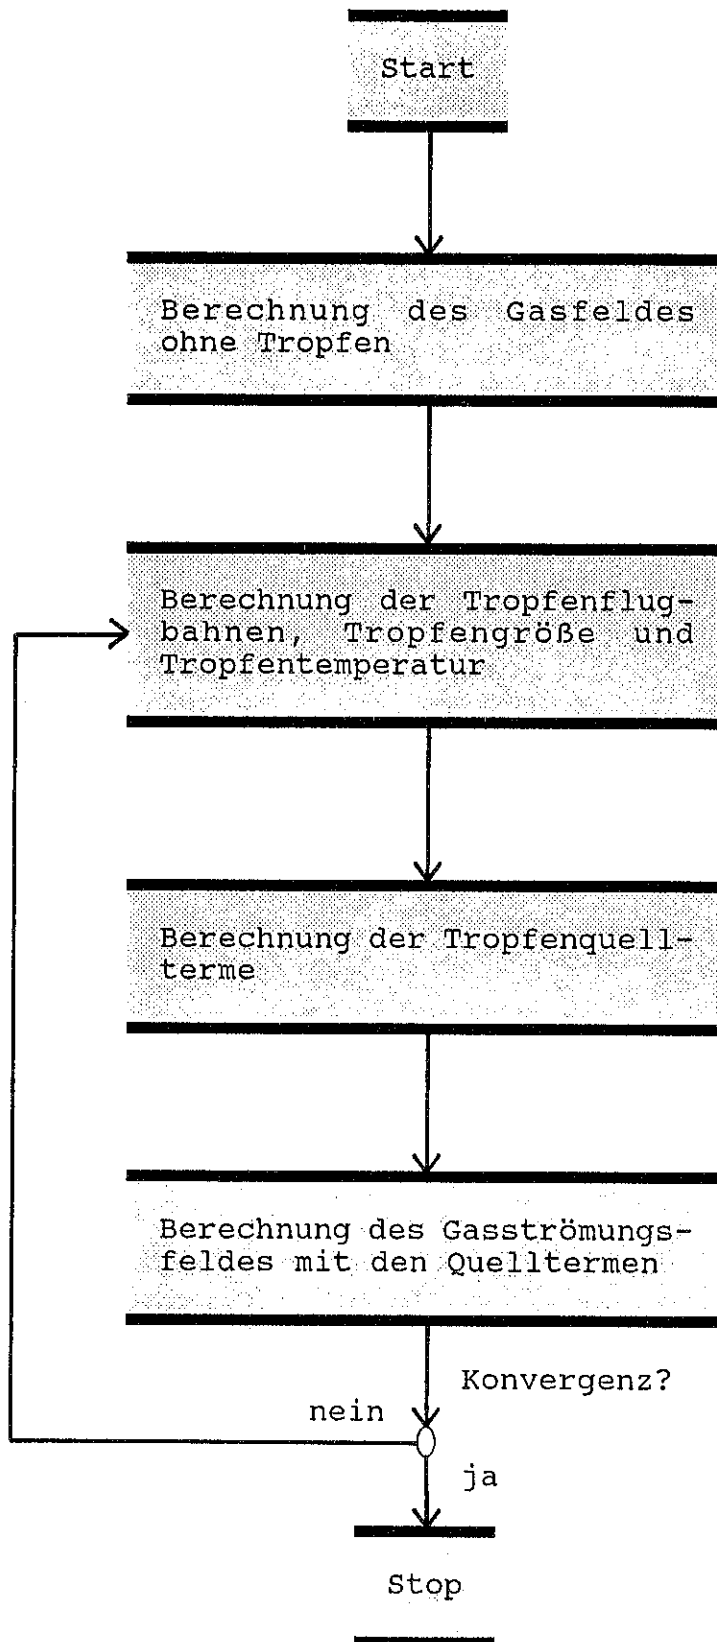 Start
Berechnung des Gasfeldes
ohne Tropfen
Berechnung der Tropfenflug-
bahnen, Tropfengröße und
Tropfentemperatur
Berechnung der Tropfenquell-
terme
Berechnung des Gasströmungs-
feldes mit den Quelltermen
Konvergenz?
nein
ja
Stop